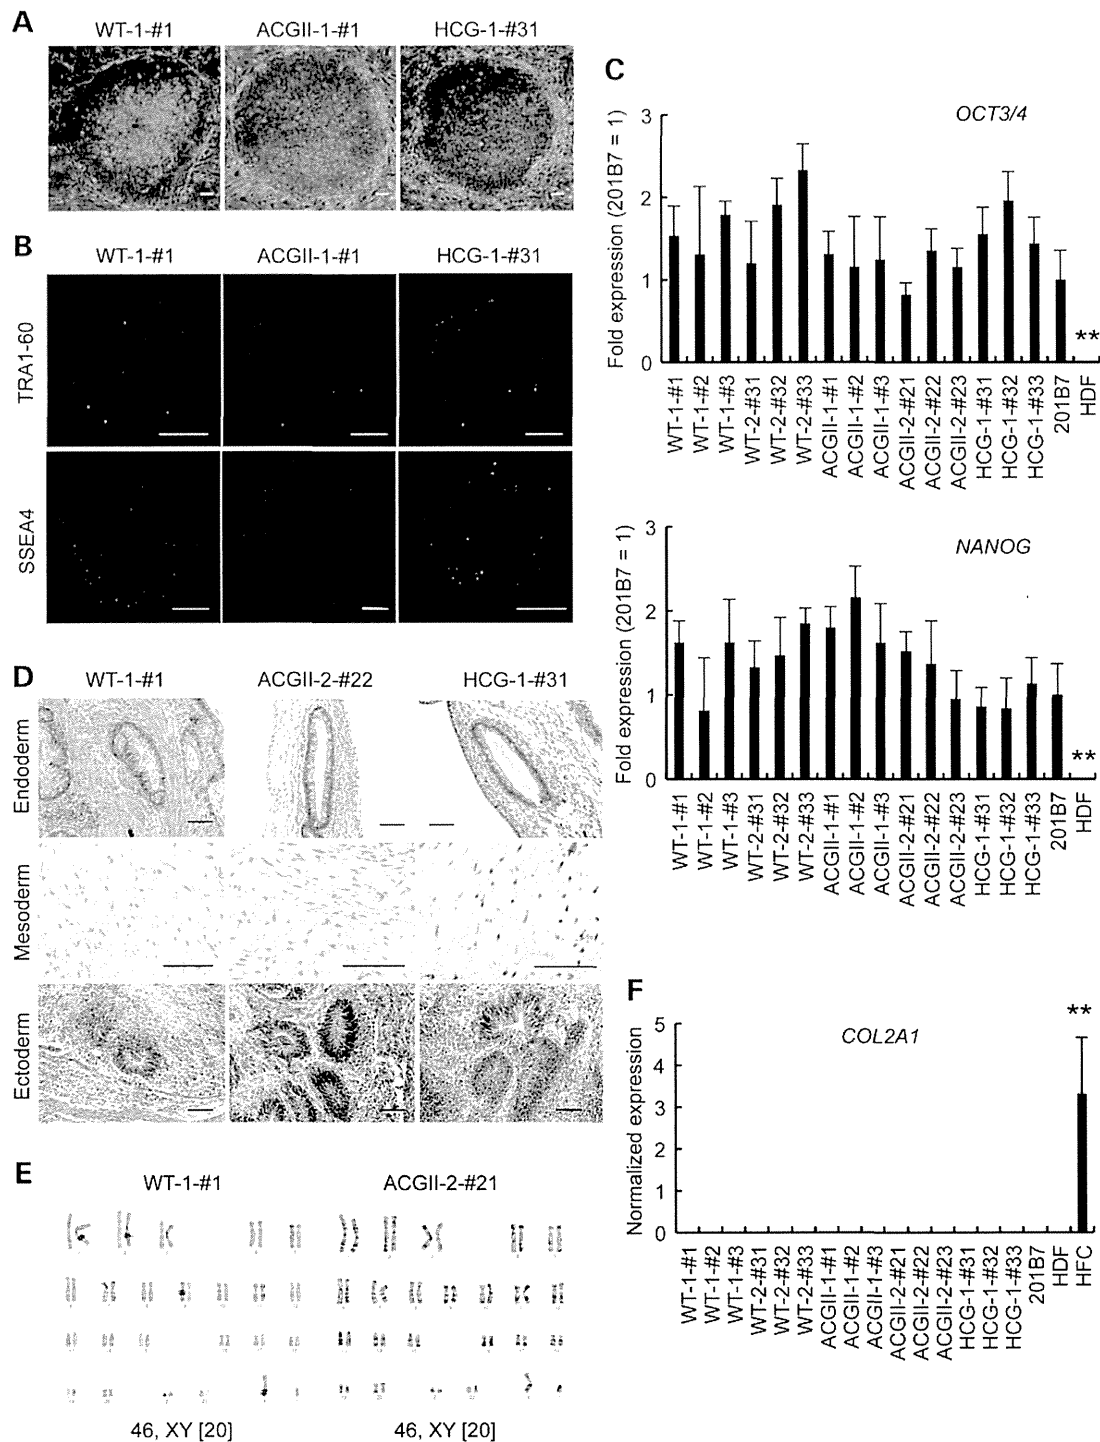 A
WT-1-#1
ACGII-1-#1
HCG-1-#31
B
WT-1-#1
ACGII-1-#1
HCG-1-#31
TRA1-60
SSEA4
C
OCT3/4
Fold expression (201B7 = 1)
3
2
1
0
**
WT-1-#1
WT-1-#2
WT-1-#3
WT-2-#31
WT-2-#32
WT-2-#33
ACGII-1-#1
ACGII-1-#2
ACGII-1-#3
ACGII-2-#21
ACGII-2-#22
ACGII-2-#23
HCG-1-#31
HCG-1-#32
HCG-1-#33
201B7
HDF
NANOG
Fold expression (201B7 = 1)
3
2
1
0
**
WT-1-#1
WT-1-#2
WT-1-#3
WT-2-#31
WT-2-#32
WT-2-#33
ACGII-1-#1
ACGII-1-#2
ACGII-1-#3
ACGII-2-#21
ACGII-2-#22
ACGII-2-#23
HCG-1-#31
HCG-1-#32
HCG-1-#33
201B7
HDF
D
WT-1-#1
ACGII-2-#22
HCG-1-#31
Endoderm
Mesoderm
Ectoderm
E
WT-1-#1
ACGII-2-#21
46, XY [20]
46, XY [20]
F
COL2A1
**
Normalized expression
5
4
3
2
1
0
WT-1-#1
WT-1-#2
WT-1-#3
WT-2-#31
WT-2-#32
WT-2-#33
ACGII-1-#1
ACGII-1-#2
ACGII-1-#3
ACGII-2-#21
ACGII-2-#22
ACGII-2-#23
HCG-1-#31
HCG-1-#32
HCG-1-#33
201B7
HDF
HFC